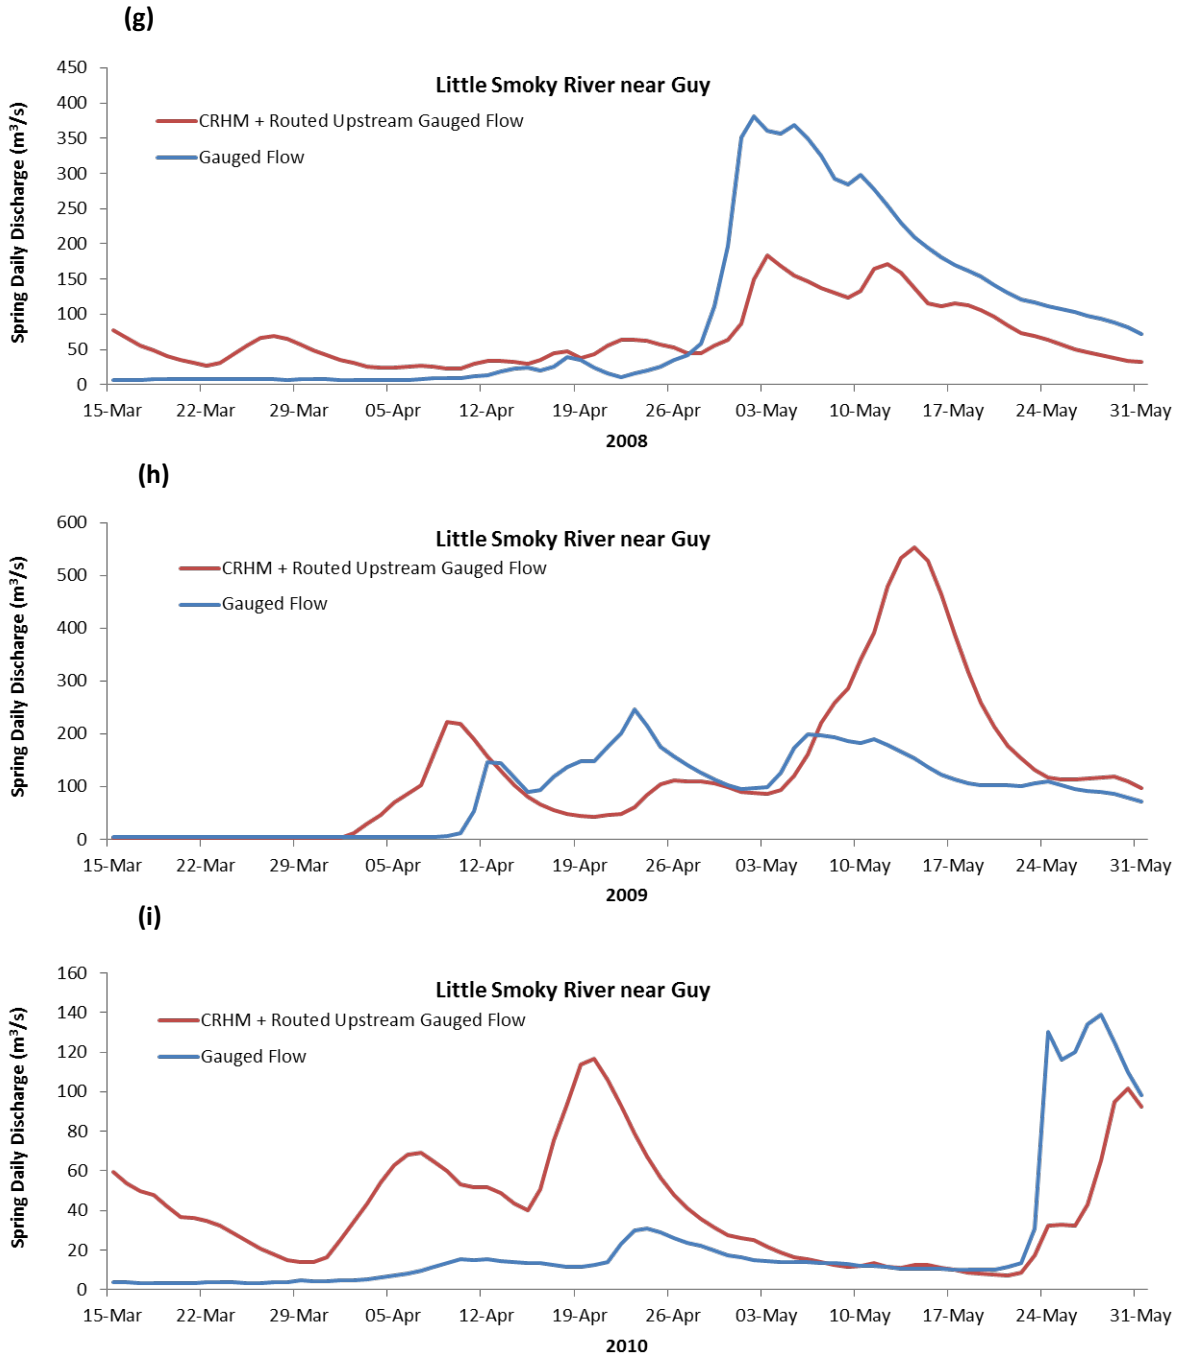 (g)
Little Smoky River near Guy
CRHM + Routed Upstream Gauged Flow
Gauged Flow
Spring Daily Discharge (m³/s)
450
400
350
300
250
200
150
100
50
0
15-Mar 22-Mar 29-Mar 05-Apr 12-Apr 19-Apr 26-Apr 03-May 10-May 17-May 24-May 31-May
2008
(h)
Little Smoky River near Guy
CRHM + Routed Upstream Gauged Flow
Gauged Flow
Spring Daily Discharge (m³/s)
600
500
400
300
200
100
0
15-Mar 22-Mar 29-Mar 05-Apr 12-Apr 19-Apr 26-Apr 03-May 10-May 17-May 24-May 31-May
2009
(i)
Little Smoky River near Guy
CRHM + Routed Upstream Gauged Flow
Gauged Flow
Spring Daily Discharge (m³/s)
160
140
120
100
80
60
40
20
0
15-Mar 22-Mar 29-Mar 05-Apr 12-Apr 19-Apr 26-Apr 03-May 10-May 17-May 24-May 31-May
2010